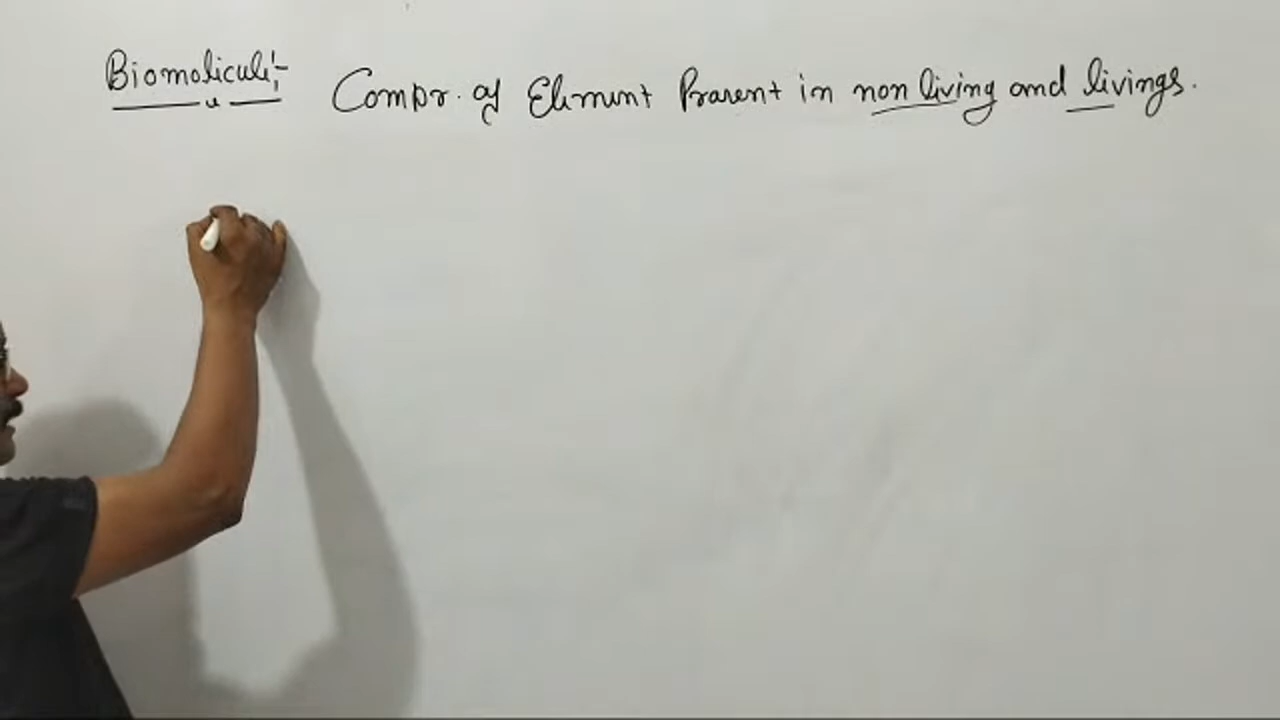 Biomolicule:- Compr. of Element Prasent in non living and livings.